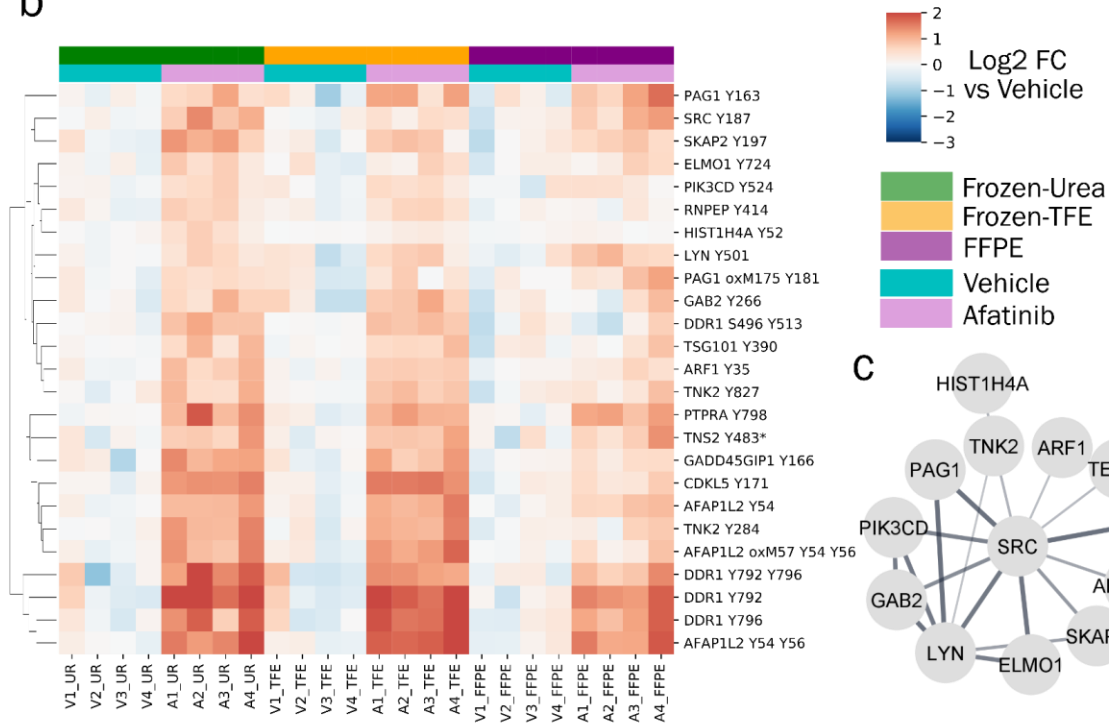 b
2
1
0
−1
−2
−3
Log2 FC
vs Vehicle
Frozen-Urea
Frozen-TFE
FFPE
Vehicle
Afatinib
PAG1 Y163
SRC Y187
SKAP2 Y197
ELMO1 Y724
PIK3CD Y524
RNPEP Y414
HIST1H4A Y52
LYN Y501
PAG1 oxM175 Y181
GAB2 Y266
DDR1 S496 Y513
TSG101 Y390
ARF1 Y35
TNK2 Y827
PTPRA Y798
TNS2 Y483*
GADD45GIP1 Y166
CDKL5 Y171
AFAP1L2 Y54
TNK2 Y284
AFAP1L2 oxM57 Y54 Y56
DDR1 Y792 Y796
DDR1 Y792
DDR1 Y796
AFAP1L2 Y54 Y56
V1_UR
V2_UR
V3_UR
V4_UR
A1_UR
A2_UR
A3_UR
A4_UR
V1_TFE
V2_TFE
V3_TFE
V4_TFE
A1_TFE
A2_TFE
A3_TFE
A4_TFE
V1_FFPE
V2_FFPE
V3_FFPE
V4_FFPE
A1_FFPE
A2_FFPE
A3_FFPE
A4_FFPE
c
HIST1H4A
TNK2
ARF1
PAG1
PIK3CD
SRC
GAB2
LYN
ELMO1